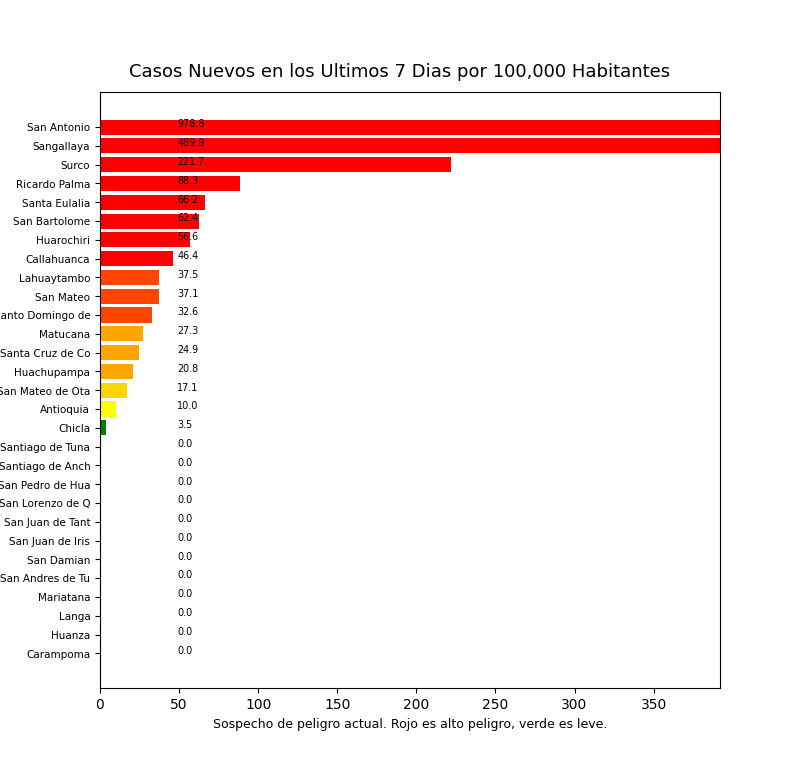 Casos Nuevos en los Ultimos 7 Dias por 100,000 Habitantes
San Antonio 978.8
Sangallaya 489.9
Surco 221.7
Ricardo Palma 88.3
Santa Eulalia 66.2
San Bartolome 62.4
Huarochiri 56.6
Callahuanca 46.4
Lahuaytambo 37.5
San Mateo 37.1
anto Domingo de 32.6
Matucana 27.3
Santa Cruz de Co 24.9
Huachupampa 20.8
San Mateo de Ota 17.1
Antioquia 10.0
Chicla 3.5
Santiago de Tuna 0.0
Santiago de Anch 0.0
San Pedro de Hua 0.0
San Lorenzo de Q 0.0
San Juan de Tant 0.0
San Juan de Iris 0.0
San Damian 0.0
San Andres de Tu 0.0
Mariatana 0.0
Langa 0.0
Huanza 0.0
Carampoma 0.0
0 50 100 150 200 250 300 350
Sospecho de peligro actual. Rojo es alto peligro, verde es leve.